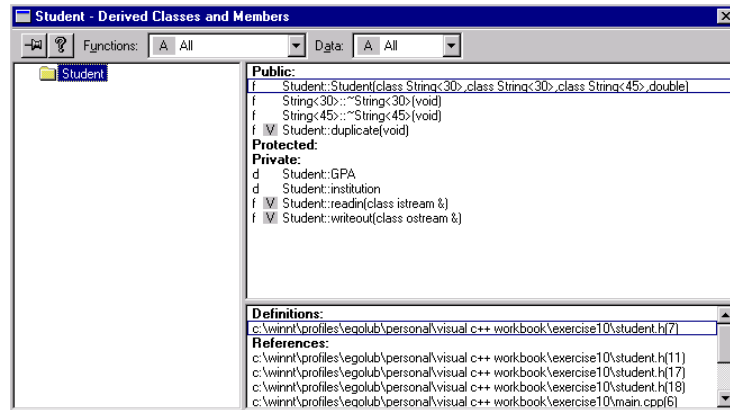 Student - Derived Classes and Members
Functions: A All Data: A All
Student
Public:
f Student::Student(class String<30>,class String<30>,class String<45>,double)
f String<30>::~String<30>(void)
f String<45>::~String<45>(void)
f V Student::duplicate(void)
Protected:
Private:
d Student::GPA
d Student::institution
f V Student::readin(class istream &)
f V Student::writeout(class ostream &)
Definitions:
c:\winnt\profiles\egolub\personal\visual c++ workbook\exercise10\student.h(7)
References:
c:\winnt\profiles\egolub\personal\visual c++ workbook\exercise10\student.h(11)
c:\winnt\profiles\egolub\personal\visual c++ workbook\exercise10\student.h(17)
c:\winnt\profiles\egolub\personal\visual c++ workbook\exercise10\student.h(18)
c:\winnt\profiles\egolub\personal\visual c++ workbook\exercise10\main.cpp(6)